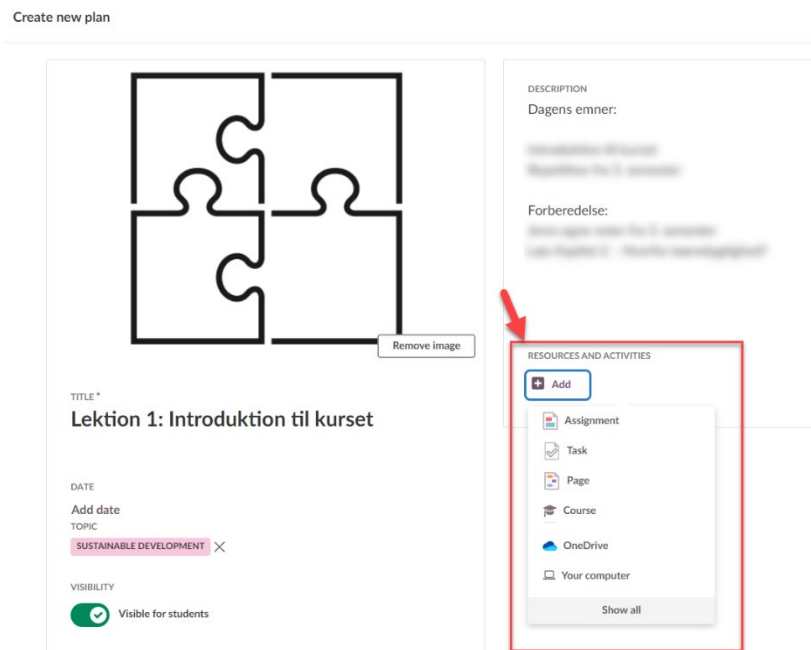 Create new plan
Remove image
TITLE *
Lektion 1: Introduktion til kurset
DATE
Add date
TOPIC
SUSTAINABLE DEVELOPMENT
VISIBILITY
Visible for students
DESCRIPTION
Dagens emner:
Forberedelse:
RESOURCES AND ACTIVITIES
Add
Assignment
Task
Page
Course
OneDrive
Your computer
Show all